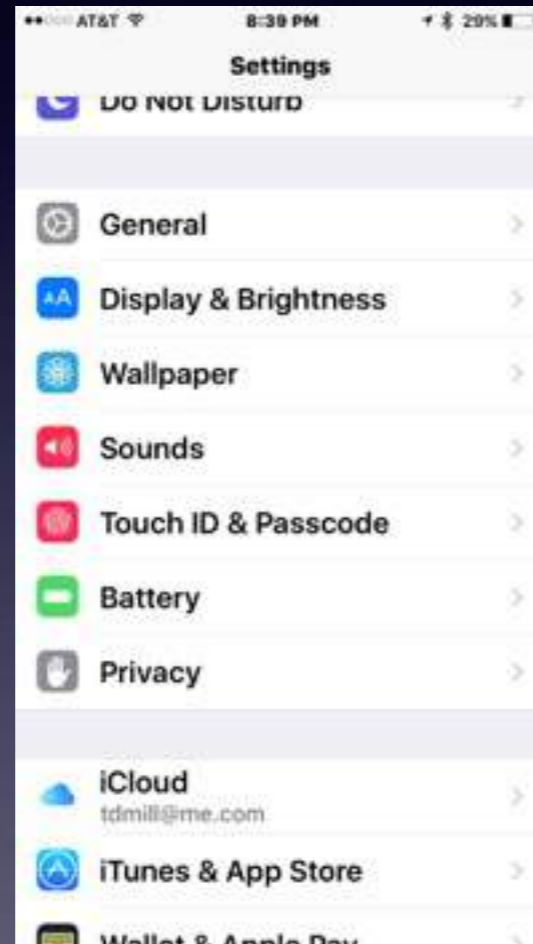 AT&T 8:39 PM 29%
Settings
Do Not Disturb
General
AA Display & Brightness
Wallpaper
Sounds
Touch ID & Passcode
Battery
Privacy
iCloud
tdmill@me.com
iTunes & App Store
Wallet & Apple Pay